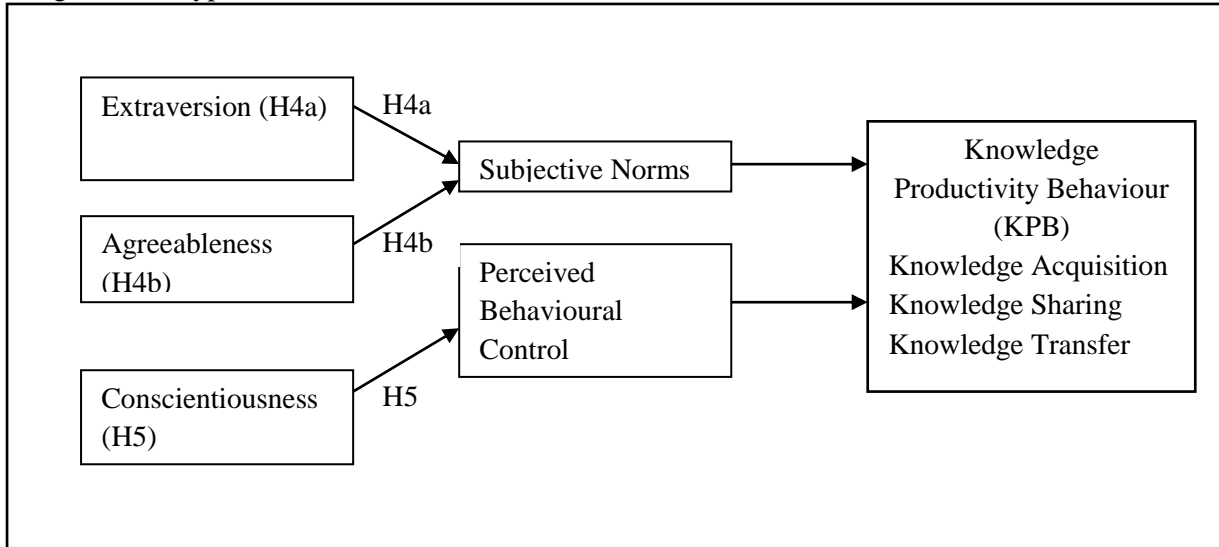 Extraversion (H4a)
H4a
Subjective Norms
Agreeableness
(H4b)
H4b
Perceived
Behavioural
Control
Conscientiousness
(H5)
H5
Knowledge
Productivity Behaviour
(KPB)
Knowledge Acquisition
Knowledge Sharing
Knowledge Transfer